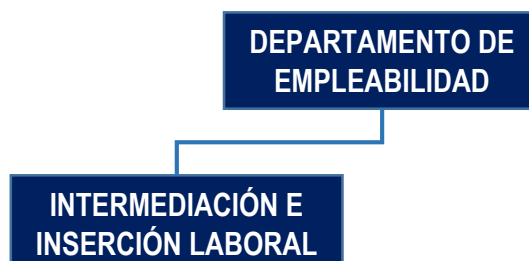 DEPARTAMENTO DE
EMPLEABILIDAD
INTERMEDIACIÓN E
INSERCIÓN LABORAL